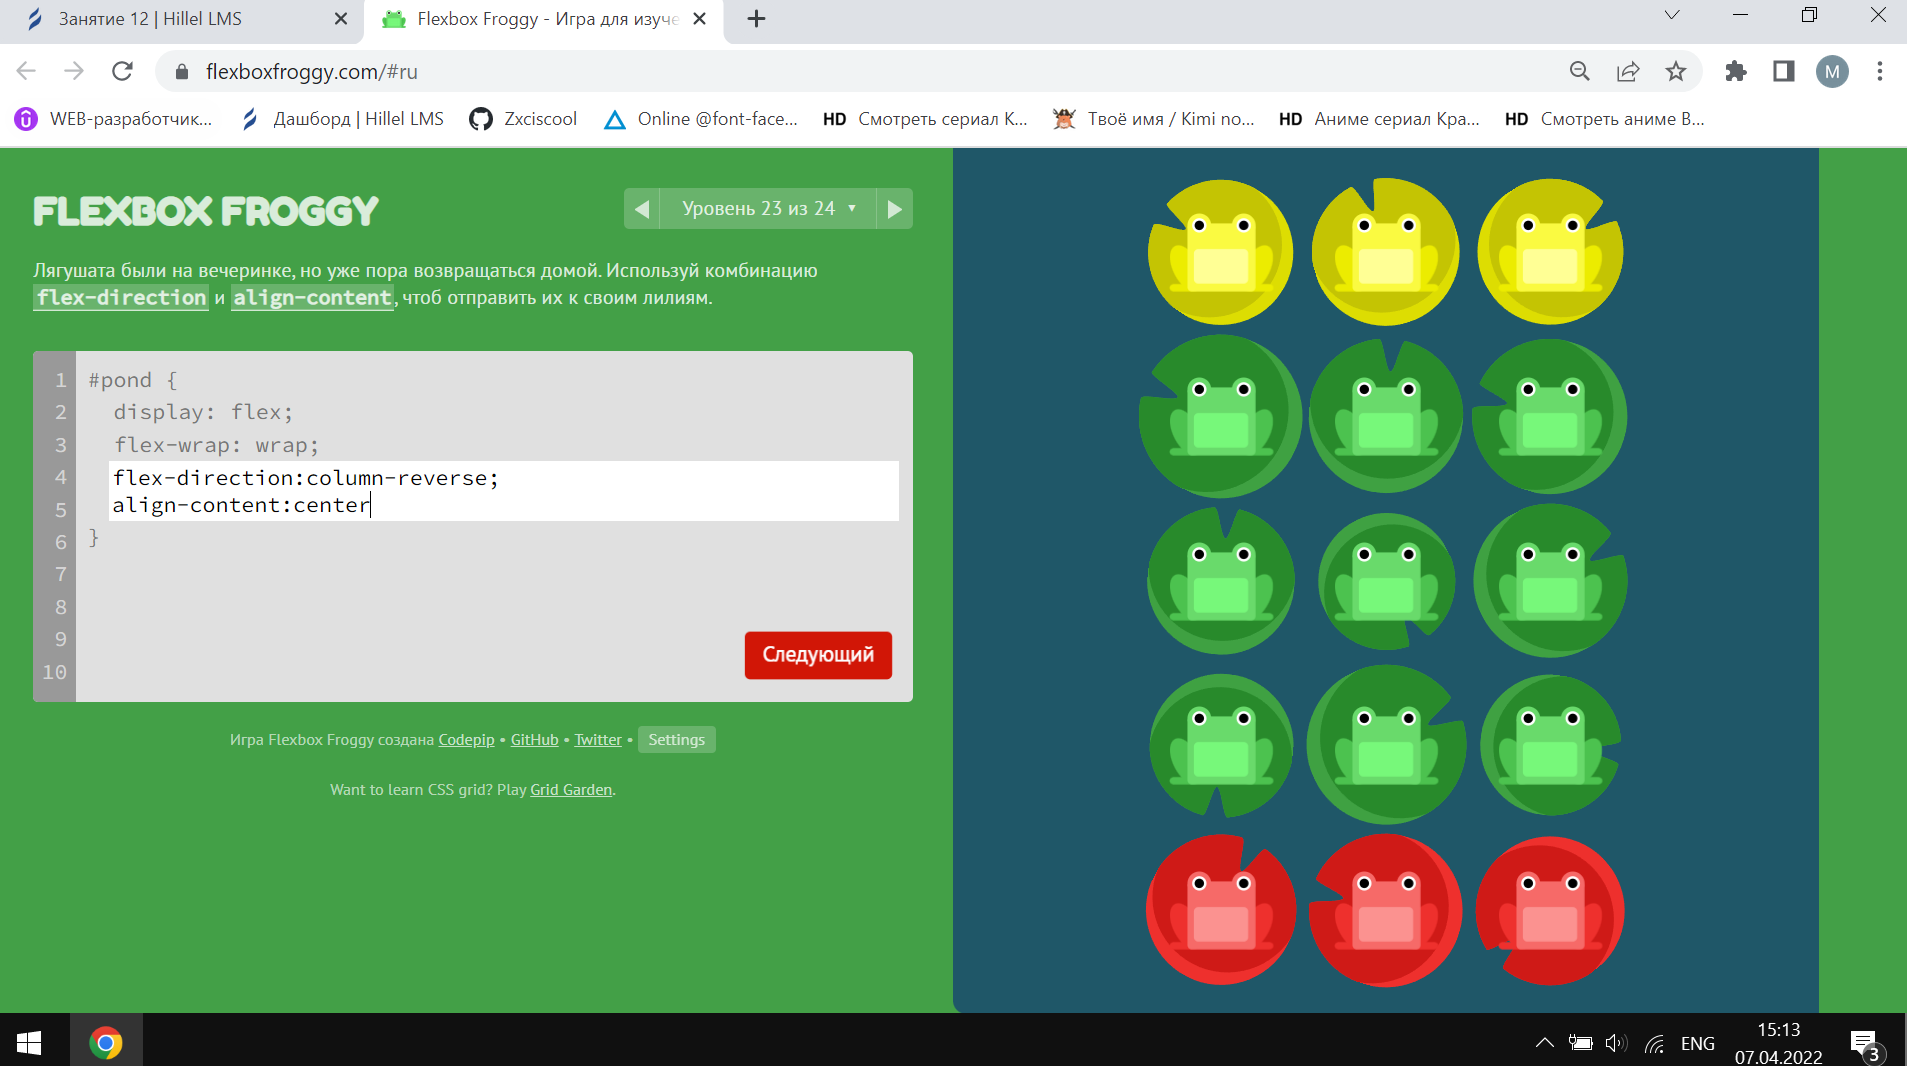 Занятие 12 | Hillel LMS
Flexbox Froggy - Игра для изуче
flexboxfroggy.com/#ru
M
WEB-разработчик...
Дашборд | Hillel LMS
Zxciscool
Online @font-face...
HD Смотреть сериал К...
Твоё имя / Kimi no...
HD Аниме сериал Кра...
HD Смотреть аниме В...
FLEXBOX FROGGY
Уровень 23 из 24 ▼
Лягушата были на вечеринке, но уже пора возвращаться домой. Используй комбинацию
flex-direction и align-content, чтоб отправить их к своим лилиям.
1 #pond {
2 display: flex;
3 flex-wrap: wrap;
4 flex-direction:column-reverse;
5 align-content:center
6 }
7
8
9
10
Следующий
Игра Flexbox Froggy создана Codepip • GitHub • Twitter • Settings
Want to learn CSS grid? Play Grid Garden.
ENG
15:13
07.04.2022
3